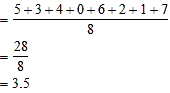 = 5 + 3 + 4 + 0 + 6 + 2 + 1 + 7
8
= 28
8
= 3.5